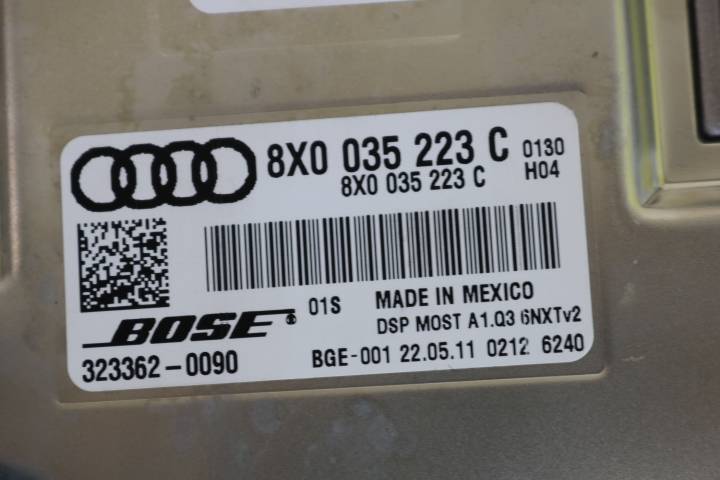 8X0 035 223 C 0130
8X0 035 223 C H04
01S MADE IN MEXICO
BOSE ® DSP MOST A1.Q3 6NXTv2
323362-0090 BGE-001 22.05.11 0212 6240